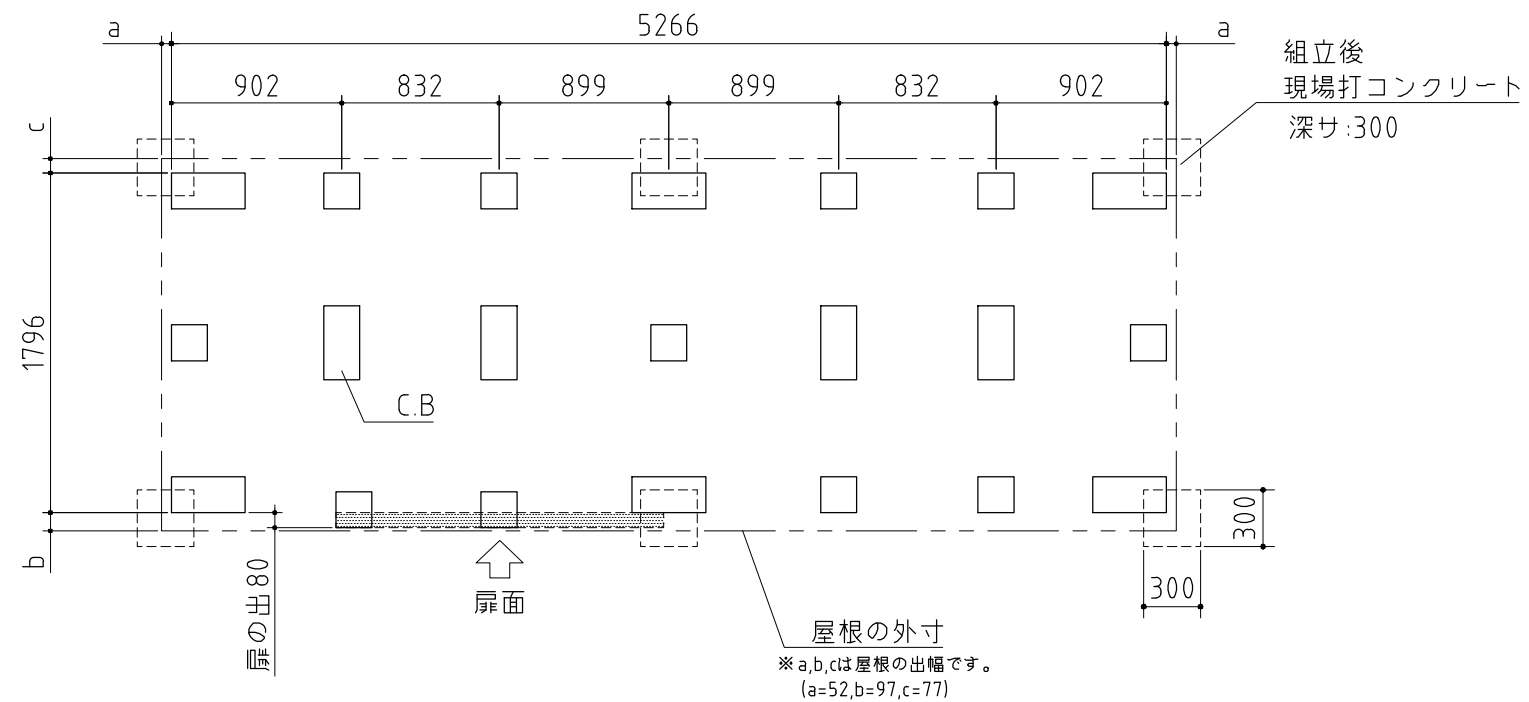 a
5266
a
組立後
現場打コンクリート
深サ:300
902
832
899
899
832
902
c
1796
C.B
b
扉の出80
扉面
300
300
屋根の外寸
※a,b,cは屋根の出幅です。
(a=52,b=97,c=77)